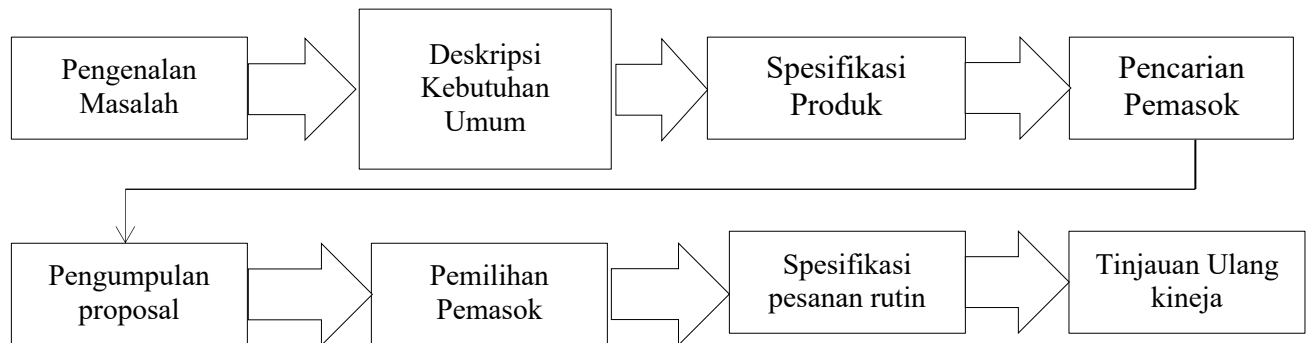 Pengenalan
Masalah
Deskripsi
Kebutuhan
Umum
Spesifikasi
Produk
Pencarian
Pemasok
Pengumpulan
proposal
Pemilihan
Pemasok
Spesifikasi
pesanan rutin
Tinjauan Ulang
kineja